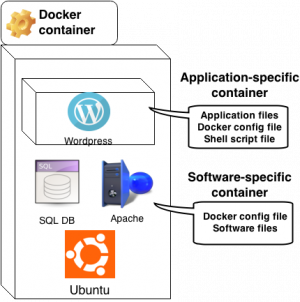 Docker
container
Application-specific
container
Application files
Docker config file
Shell script file
Wordpress
Software-specific
container
SQL
Docker config file
Software files
SQL DB
Apache
Ubuntu